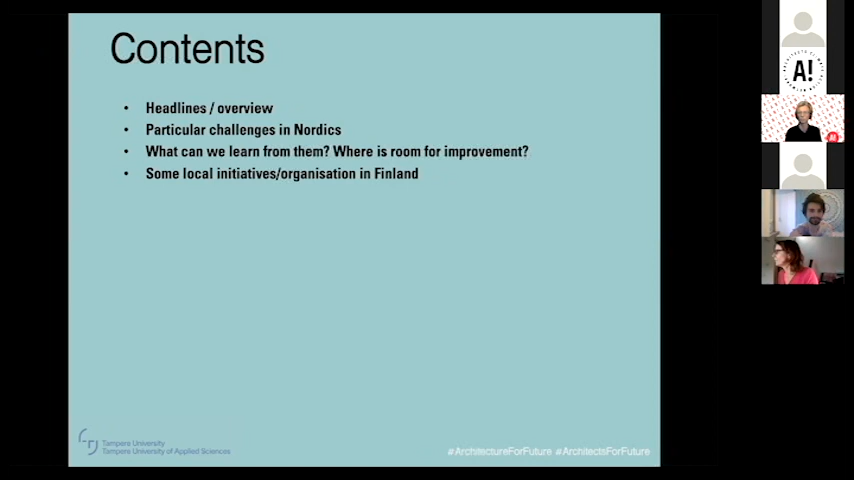 Contents
• Headlines / overview
• Particular challenges in Nordics
• What can we learn from them? Where is room for improvement?
• Some local initiatives/organisation in Finland
Tampere University
Tampere University of Applied Sciences
#ArchitectureForFuture #ArchitectsForFuture
A!